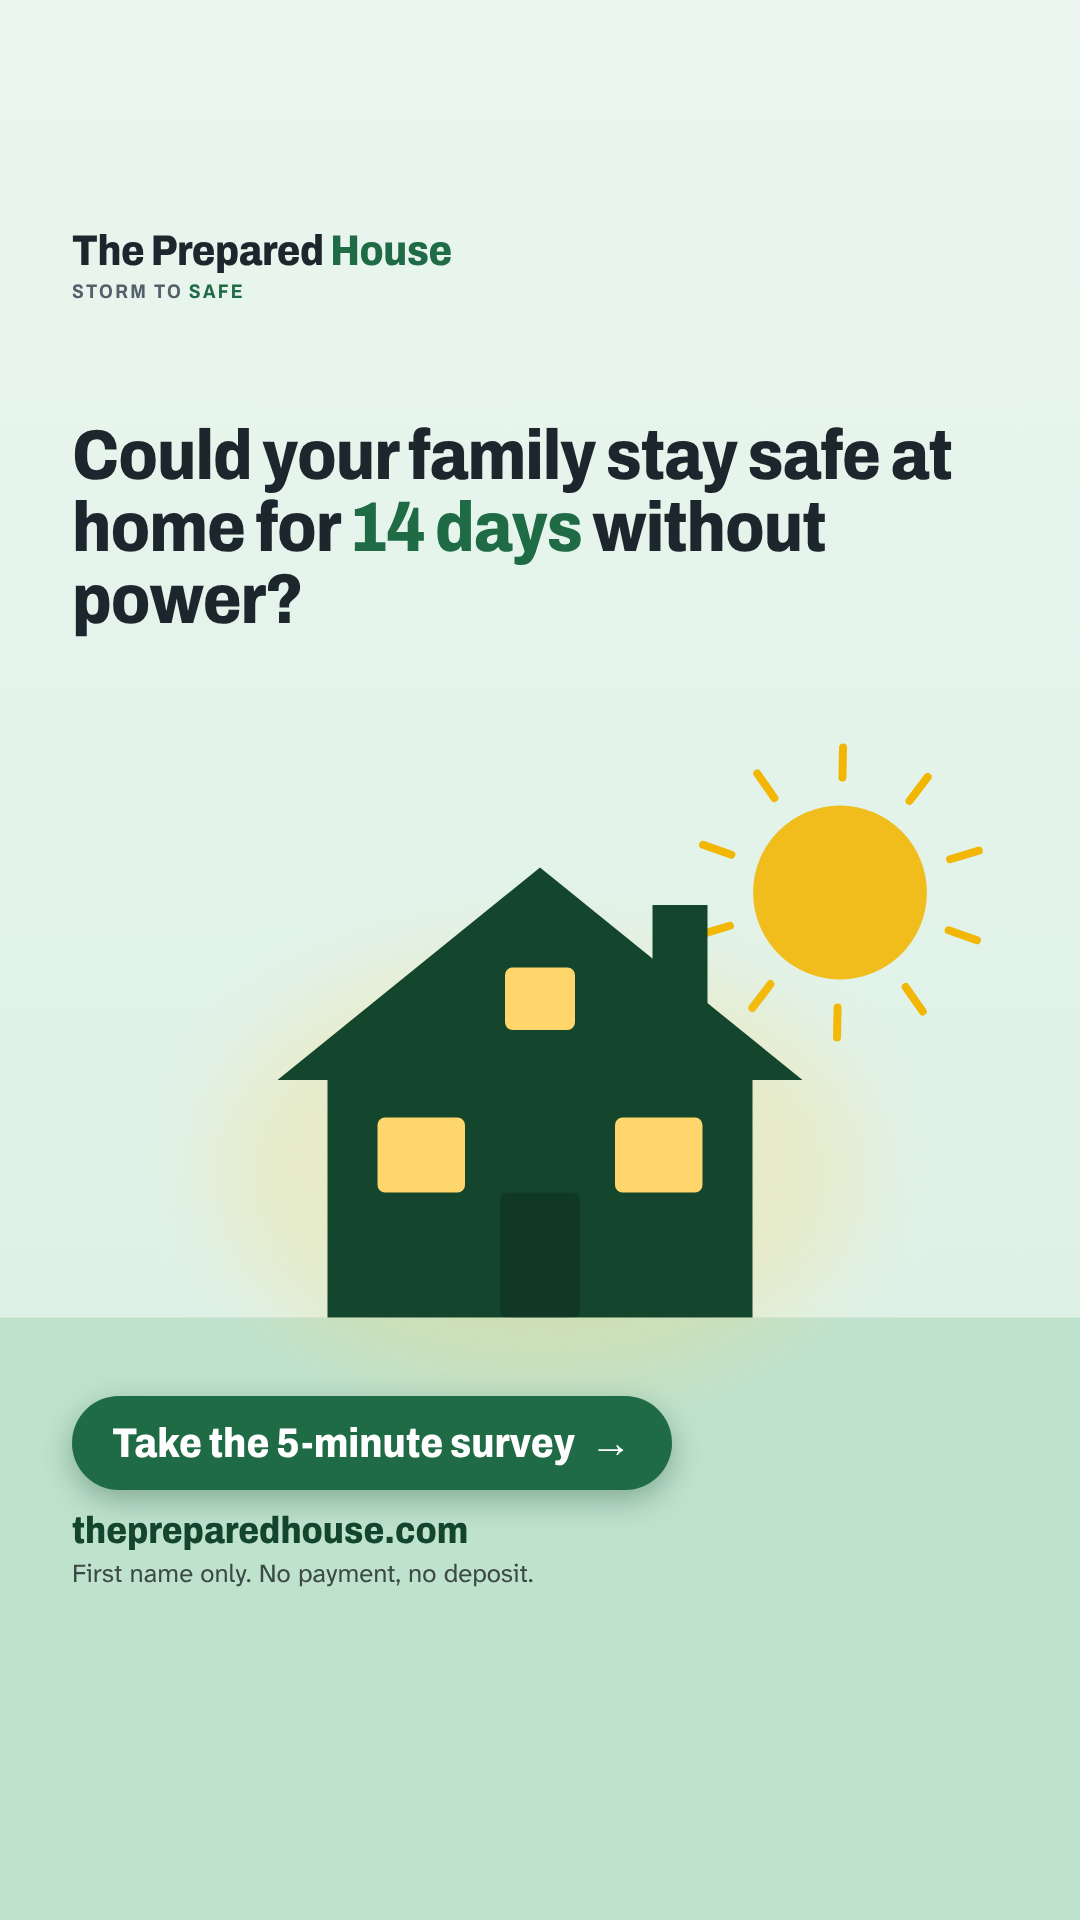 The Prepared House
STORM TO SAFE
Could your family stay safe at
home for 14 days without
power?
Take the 5-minute survey →
thepreparedhouse.com
First name only. No payment, no deposit.